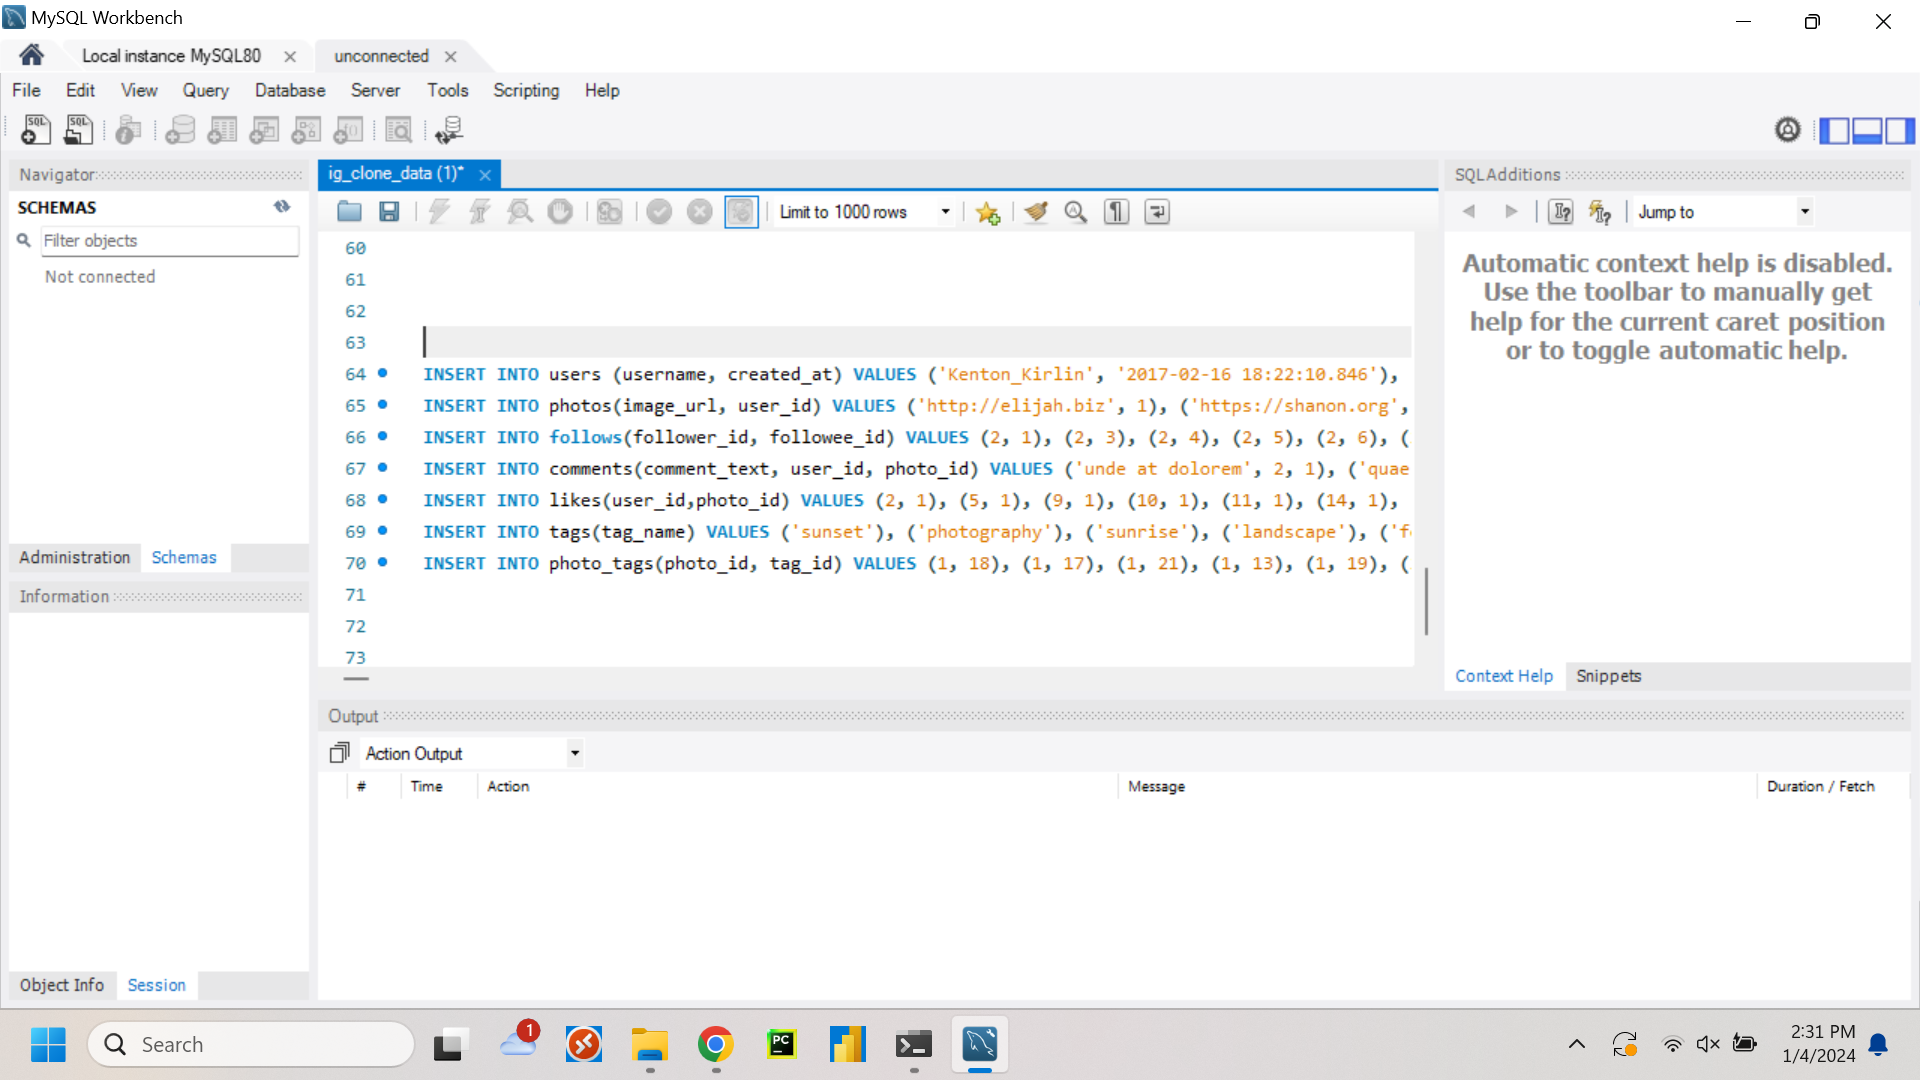 MySQL Workbench
Local instance MySQL80
unconnected
File Edit View Query Database Server Tools Scripting Help
SQL SQL
Navigator
SCHEMAS
Filter objects
Not connected
Administration Schemas
Information
Object Info Session
ig_clone_data (1)*
Limit to 1000 rows
60
61
62
63
64 INSERT INTO users (username, created_at) VALUES ('Kenton_Kirlin', '2017-02-16 18:22:10.846'),
65 INSERT INTO photos(image_url, user_id) VALUES ('http://elijah.biz', 1), ('https://shanon.org',
66 INSERT INTO follows(follower_id, followee_id) VALUES (2, 1), (2, 3), (2, 4), (2, 5), (2, 6), (
67 INSERT INTO comments(comment_text, user_id, photo_id) VALUES ('unde at dolorem', 2, 1), ('quae
68 INSERT INTO likes(user_id,photo_id) VALUES (2, 1), (5, 1), (9, 1), (10, 1), (11, 1), (14, 1),
69 INSERT INTO tags(tag_name) VALUES ('sunset'), ('photography'), ('sunrise'), ('landscape'), ('f
70 INSERT INTO photo_tags(photo_id, tag_id) VALUES (1, 18), (1, 17), (1, 21), (1, 13), (1, 19), (
71
72
73
SQLAdditions
Jump to
Automatic context help is disabled.
Use the toolbar to manually get
help for the current caret position
or to toggle automatic help.
Context Help Snippets
Output
Action Output
# Time Action Message Duration / Fetch
Search
1
PC
2:31 PM
1/4/2024